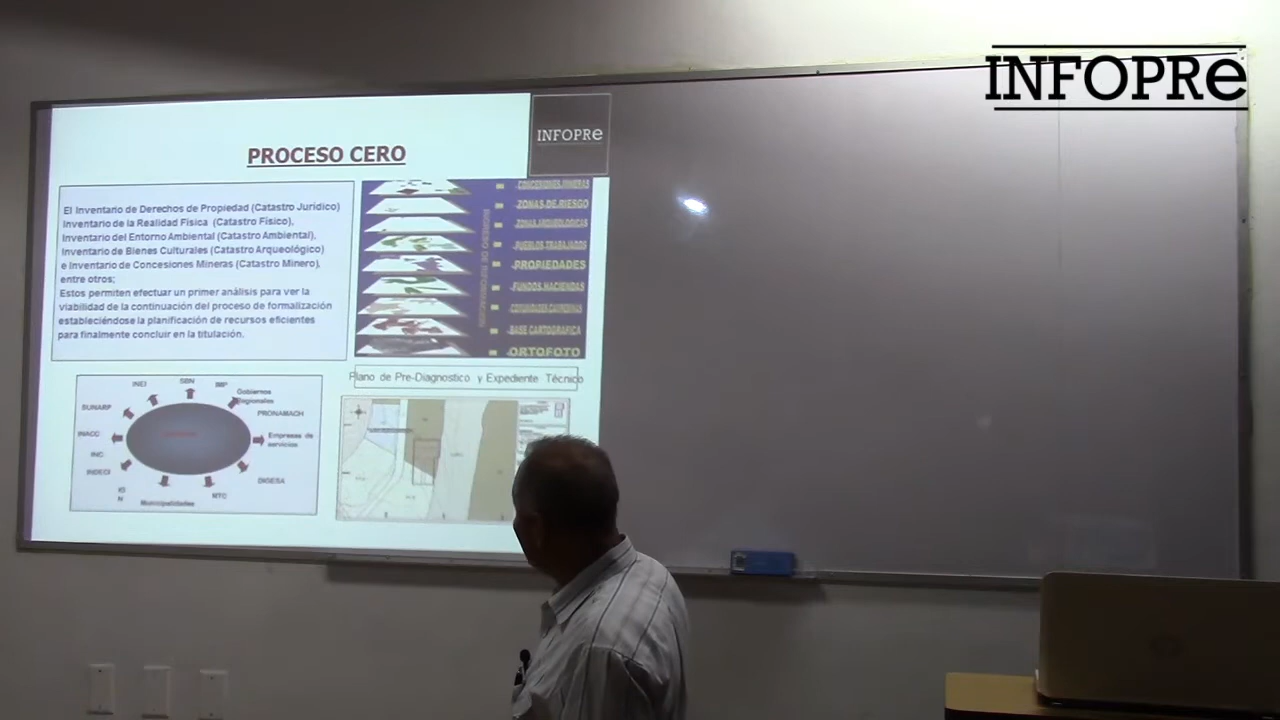 INFOPRe
INFOPRe
PROCESO CERO
El Inventario de Derechos de Propiedad (Catastro Jurídico)
Inventario de la Realidad Física (Catastro Físico),
Inventario del Entorno Ambiental (Catastro Ambiental),
Inventario de Bienes Culturales (Catastro Arqueológico)
e Inventario de Concesiones Mineras (Catastro Minero),
entre otros;
Estos permiten efectuar un primer análisis para ver la
viabilidad de la continuación del proceso de formalización
estableciéndose la planificación de recursos eficientes
para finalmente concluir en la titulación.
CONCESIONES MINERAS
ZONAS DE RIESGO
ZONAS ARQUEOLOGICAS
PUEBLOS TRABAJADOS
PROPIEDADES
FUNDOS, HACIENDAS
COMUNIDADES CAMPESINAS
BASE CARTOGRAFICA
ORTOFOTO
Plano de Pre-Diagnostico y Expediente Técnico
INEI
SBN
Gobiernos
Regionales
SUNARP
PRONAMACH
INACC
Empresas de
servicios
INC
INDECI
DIGESA
IG
N
Municipalidades
MTC